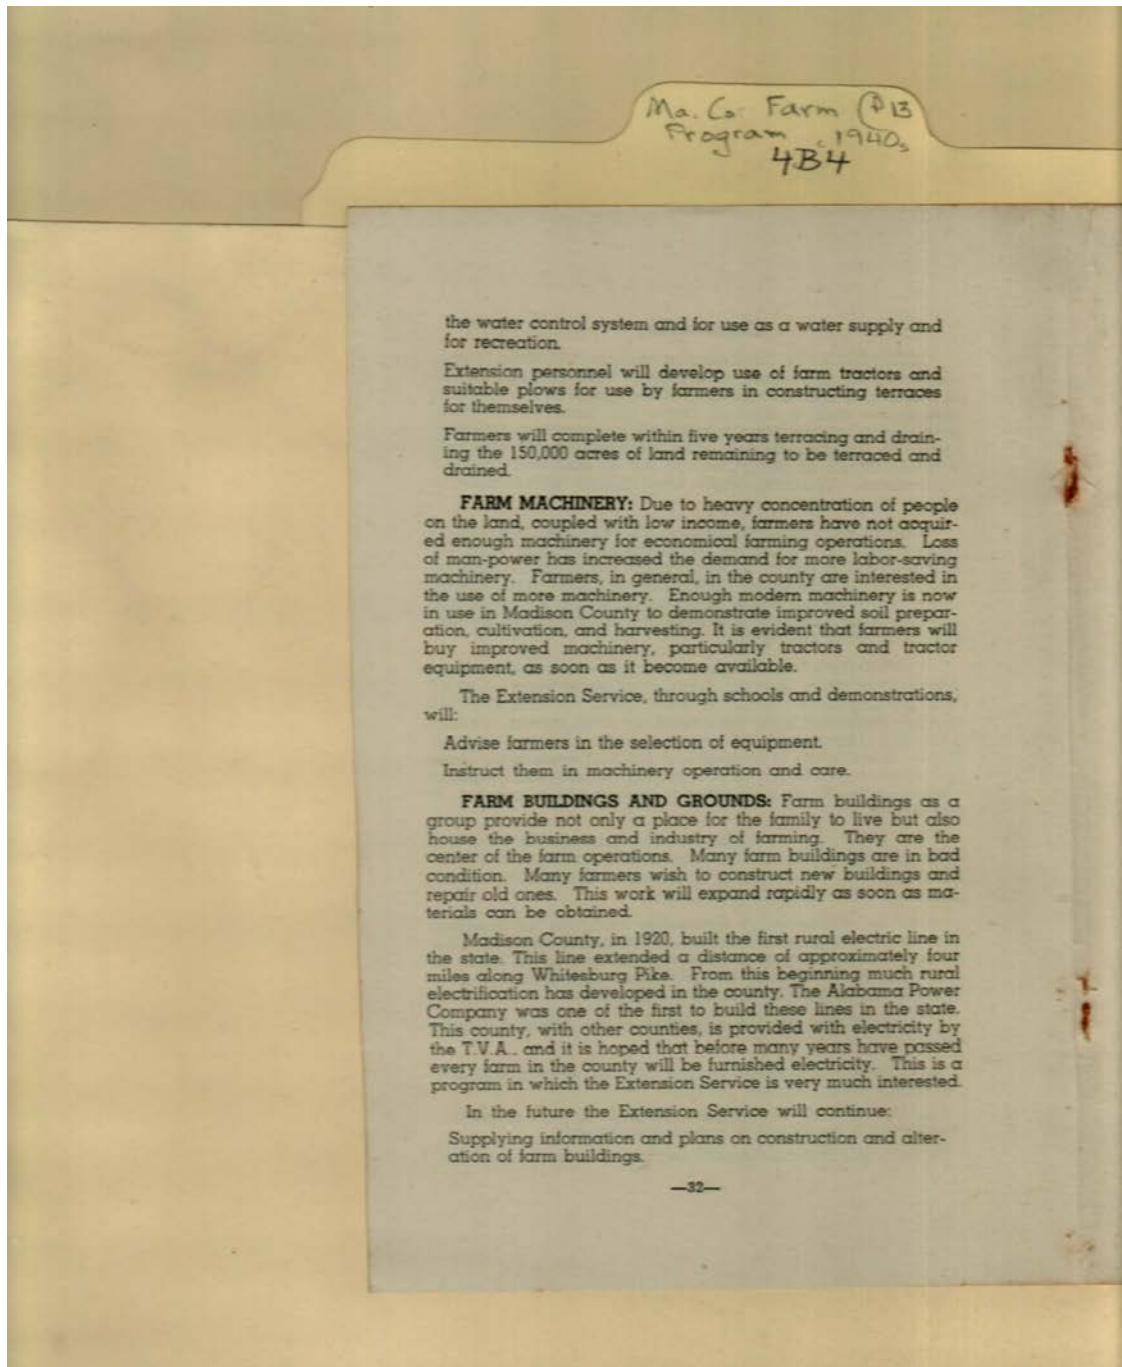 Ma. Co. Farm P 13
Program c. 1940s
4B4
the water control system and for use as a water supply and
for recreation.
Extension personnel will develop use of farm tractors and
suitable plows for use by farmers in constructing terraces
for themselves.
Farmers will complete within five years terracing and drain-
ing the 150,000 acres of land remaining to be terraced and
drained.
FARM MACHINERY: Due to heavy concentration of people
on the land, coupled with low income, farmers have not acquir-
ed enough machinery for economical farming operations. Loss
of man-power has increased the demand for more labor-saving
machinery. Farmers, in general, in the county are interested in
the use of more machinery. Enough modern machinery is now
in use in Madison County to demonstrate improved soil prepar-
ation, cultivation, and harvesting. It is evident that farmers will
buy improved machinery, particularly tractors and tractor
equipment, as soon as it become available.
The Extension Service, through schools and demonstrations,
will:
Advise farmers in the selection of equipment.
Instruct them in machinery operation and care.
FARM BUILDINGS AND GROUNDS: Farm buildings as a
group provide not only a place for the family to live but also
house the business and industry of farming. They are the
center of the farm operations. Many farm buildings are in bad
condition. Many farmers wish to construct new buildings and
repair old ones. This work will expand rapidly as soon as ma-
terials can be obtained.
Madison County, in 1920, built the first rural electric line in
the state. This line extended a distance of approximately four
miles along Whitesburg Pike. From this beginning much rural
electrification has developed in the county. The Alabama Power
Company was one of the first to build these lines in the state.
This county, with other counties, is provided with electricity by
the T.V.A., and it is hoped that before many years have passed
every farm in the county will be furnished electricity. This is a
program in which the Extension Service is very much interested.
In the future the Extension Service will continue:
Supplying information and plans on construction and alter-
ation of farm buildings.
—32—